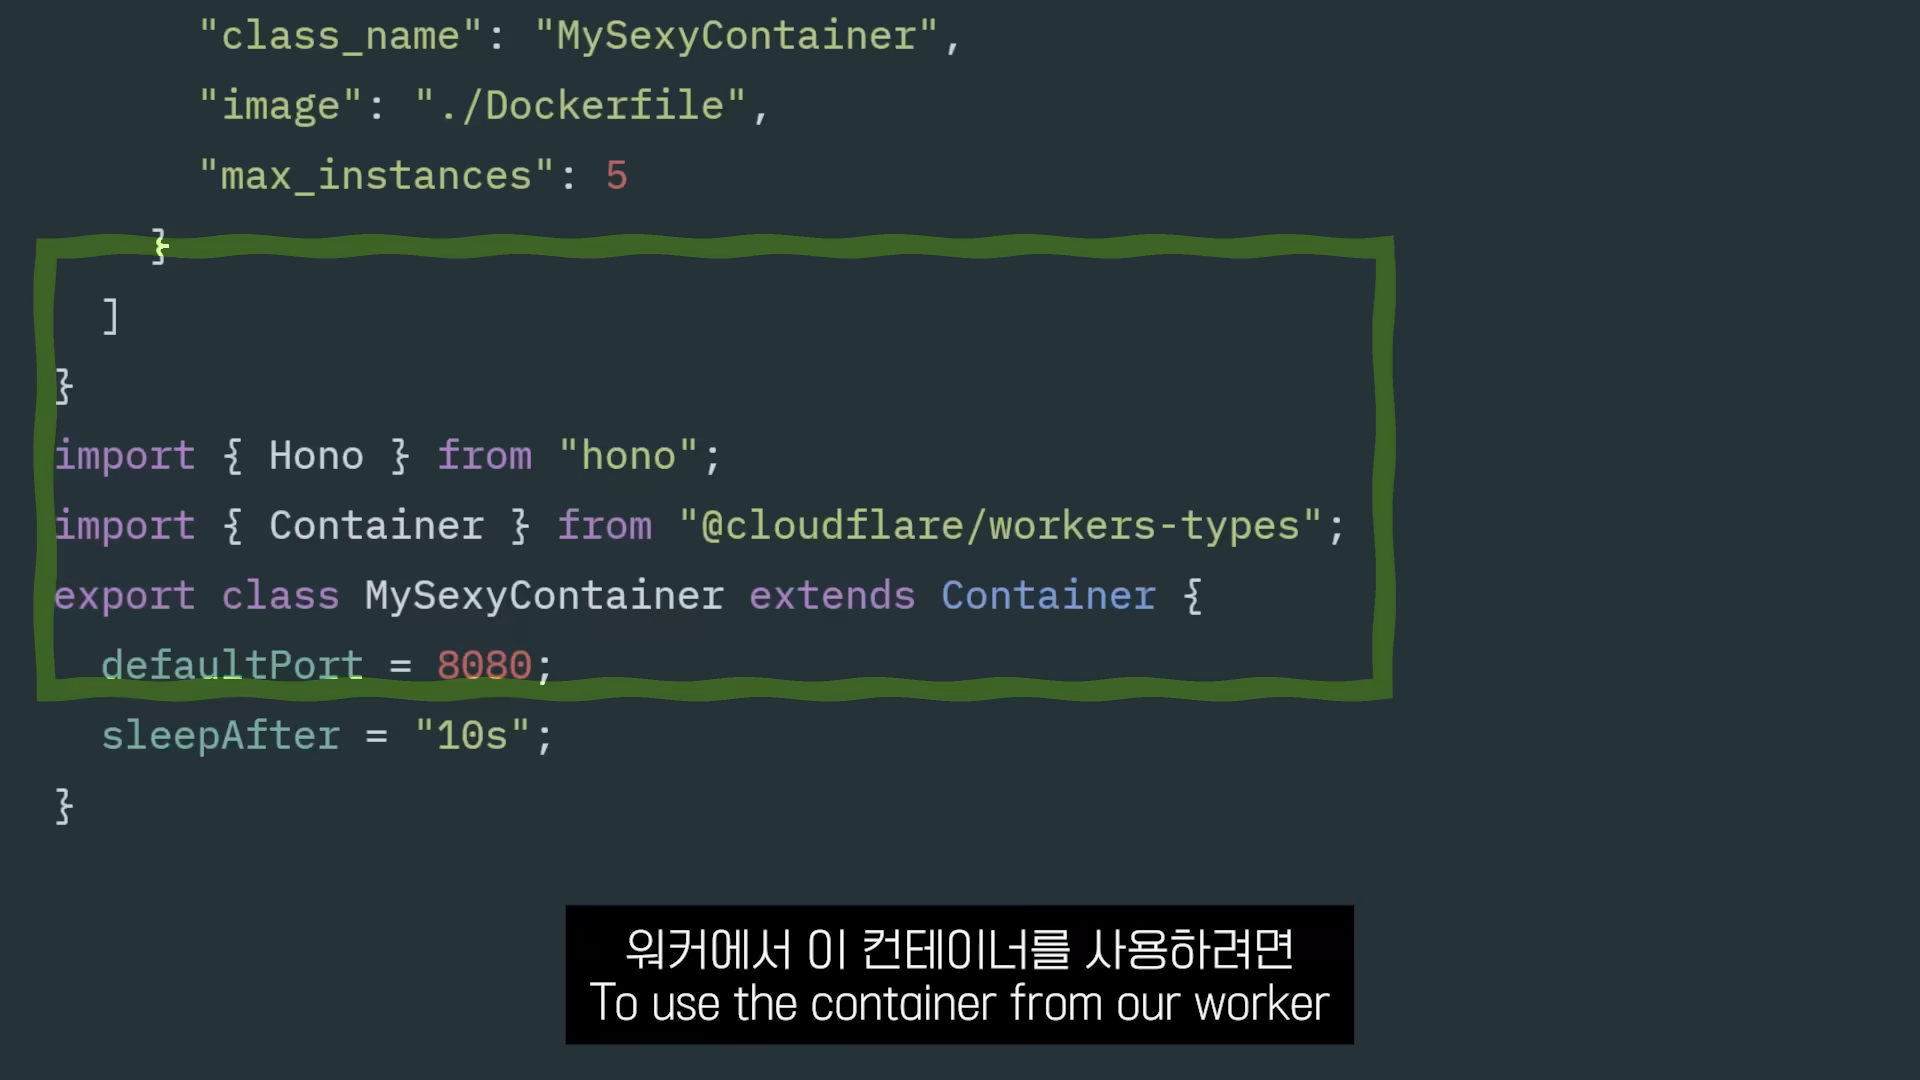 "class_name": "MySexyContainer",
"image": "./Dockerfile",
"max_instances": 5
}
]
}
import { Hono } from "hono";
import { Container } from "@cloudflare/workers-types";
export class MySexyContainer extends Container {
defaultPort = 8080;
sleepAfter = "10s";
}
워커에서 이 컨테이너를 사용하려면
To use the container from our worker